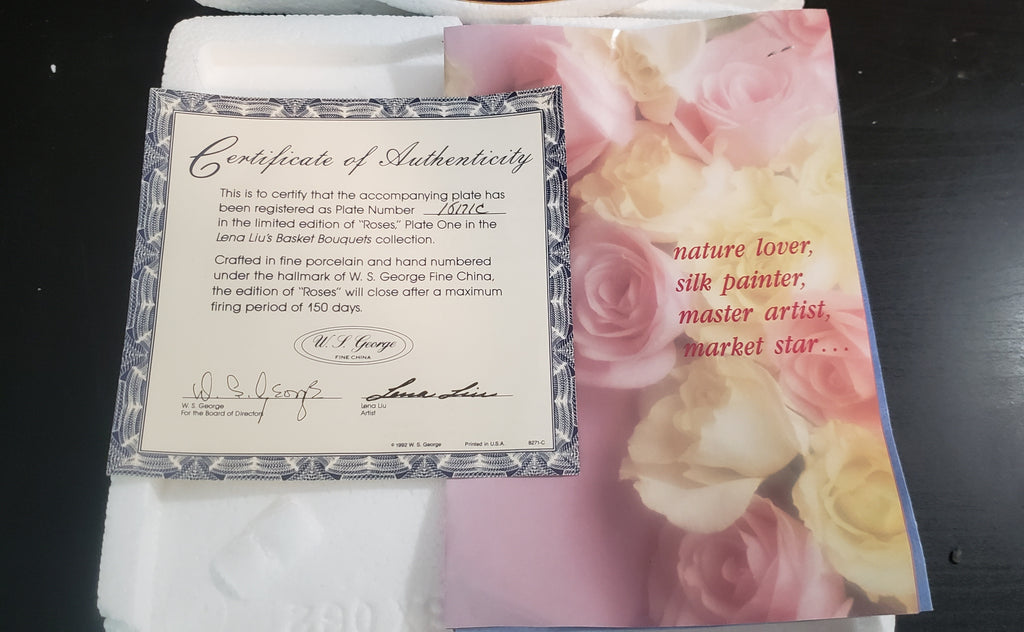 Certificate of Authenticity
This is to certify that the accompanying plate has
been registered as Plate Number 16171C
in the limited edition of "Roses," Plate One in the
Lena Liu's Basket Bouquets collection.
Crafted in fine porcelain and hand numbered
under the hallmark of W. S. George Fine China,
the edition of "Roses" will close after a maximum
firing period of 150 days.
W. S. George
FINE CHINA
W. S. George
Lena Liu
W. S. George
For the Board of Directors
Lena Liu
Artist
© 1992 W. S. George
Printed in U.S.A.
8271-C
nature lover,
silk painter,
master artist,
market star...